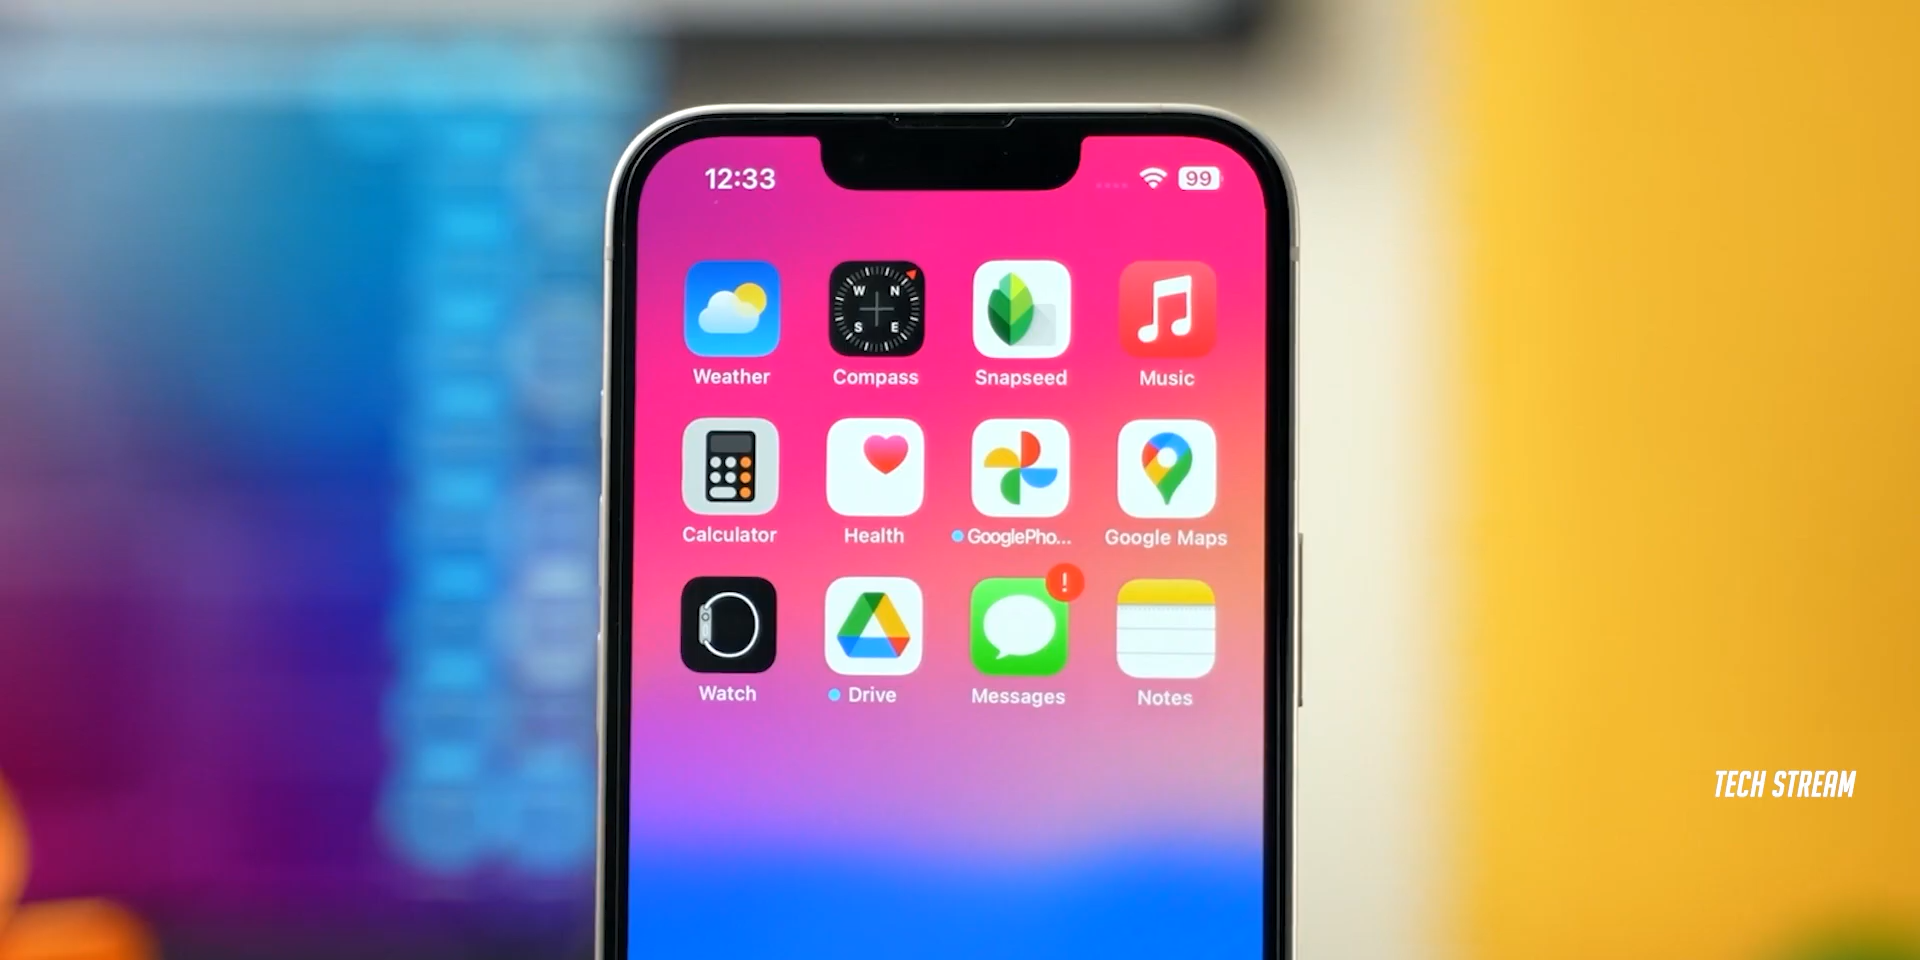 12:33
99
W N
S E
Weather Compass Snapseed Music
Calculator Health GooglePho... Google Maps
!
Watch Drive Messages Notes
TECH STREAM